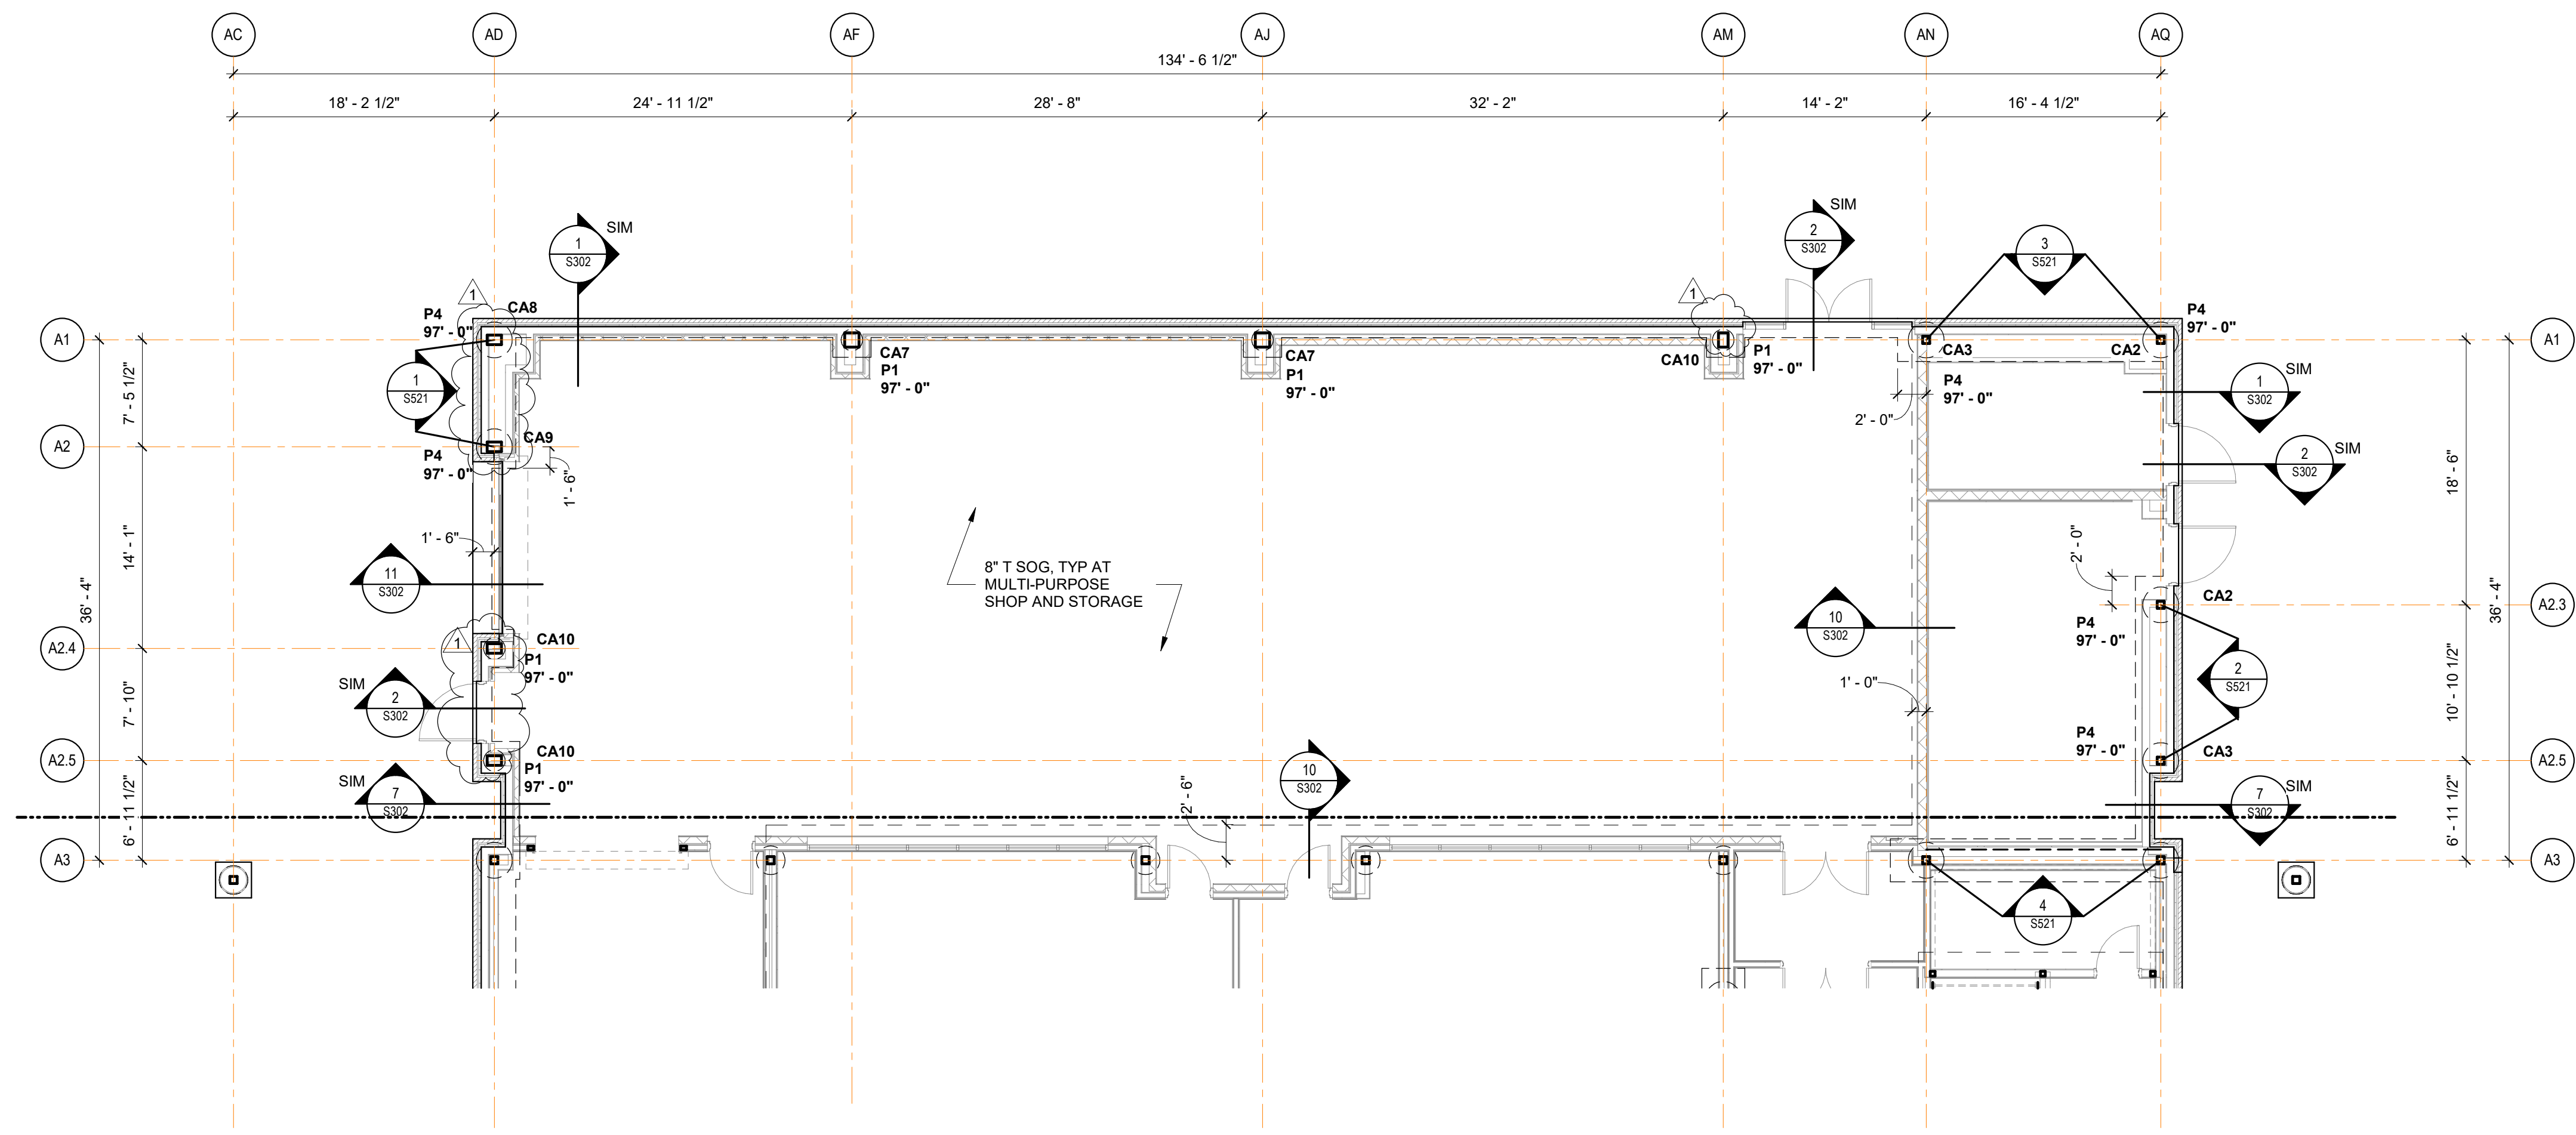 AC
AD
AF
AJ
AM
AN
AQ
134' - 6 1/2"
18' - 2 1/2"
24' - 11 1/2"
28' - 8"
32' - 2"
14' - 2"
16' - 4 1/2"
1
S302
SIM
2
S302
SIM
3
S521
1
CA8
P4
97' - 0"
1
P4
97' - 0"
A1
A1
CA7
P1
97' - 0"
CA7
P1
97' - 0"
CA10
P1
97' - 0"
CA3
CA2
P4
97' - 0"
2' - 0"
1
S521
7' - 5 1/2"
1
S302
SIM
A2
CA9
P4
97' - 0"
1' - 6"
2
S302
SIM
18' - 6"
14' - 1"
1' - 6"
11
S302
36' - 4"
8" T SOG, TYP AT
MULTI-PURPOSE
SHOP AND STORAGE
2' - 0"
36' - 4"
A2.3
CA2
P4
97' - 0"
10
S302
A2.4
1
CA10
P1
97' - 0"
2
S521
1' - 0"
10' - 10 1/2"
SIM
2
S302
7' - 10"
P4
97' - 0"
CA3
A2.5
CA10
P1
97' - 0"
A2.5
SIM
7
S302
6' - 11 1/2"
2' - 6"
10
S302
7
S302
SIM
6' - 11 1/2"
A3
A3
4
S521